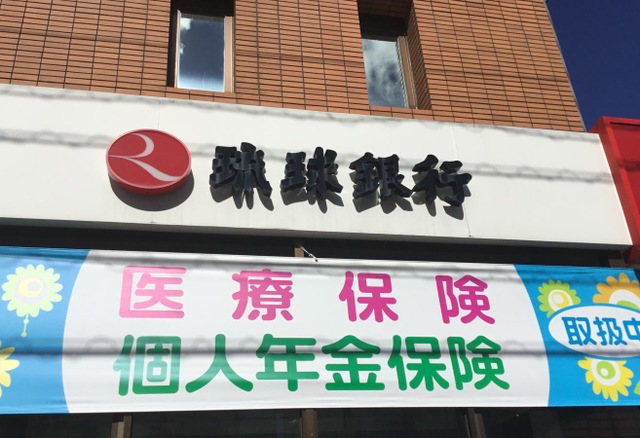 琉球銀行
医療保険
個人年金保険
取扱中